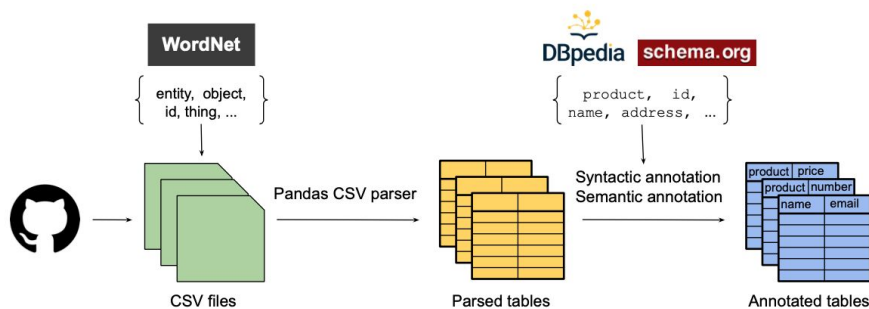 WordNet
{ entity, object,
id, thing, ... }
DBpedia
schema.org
{ product, id,
name, address, … }
Pandas CSV parser
Syntactic annotation
Semantic annotation
product price
product number
name email
CSV files
Parsed tables
Annotated tables